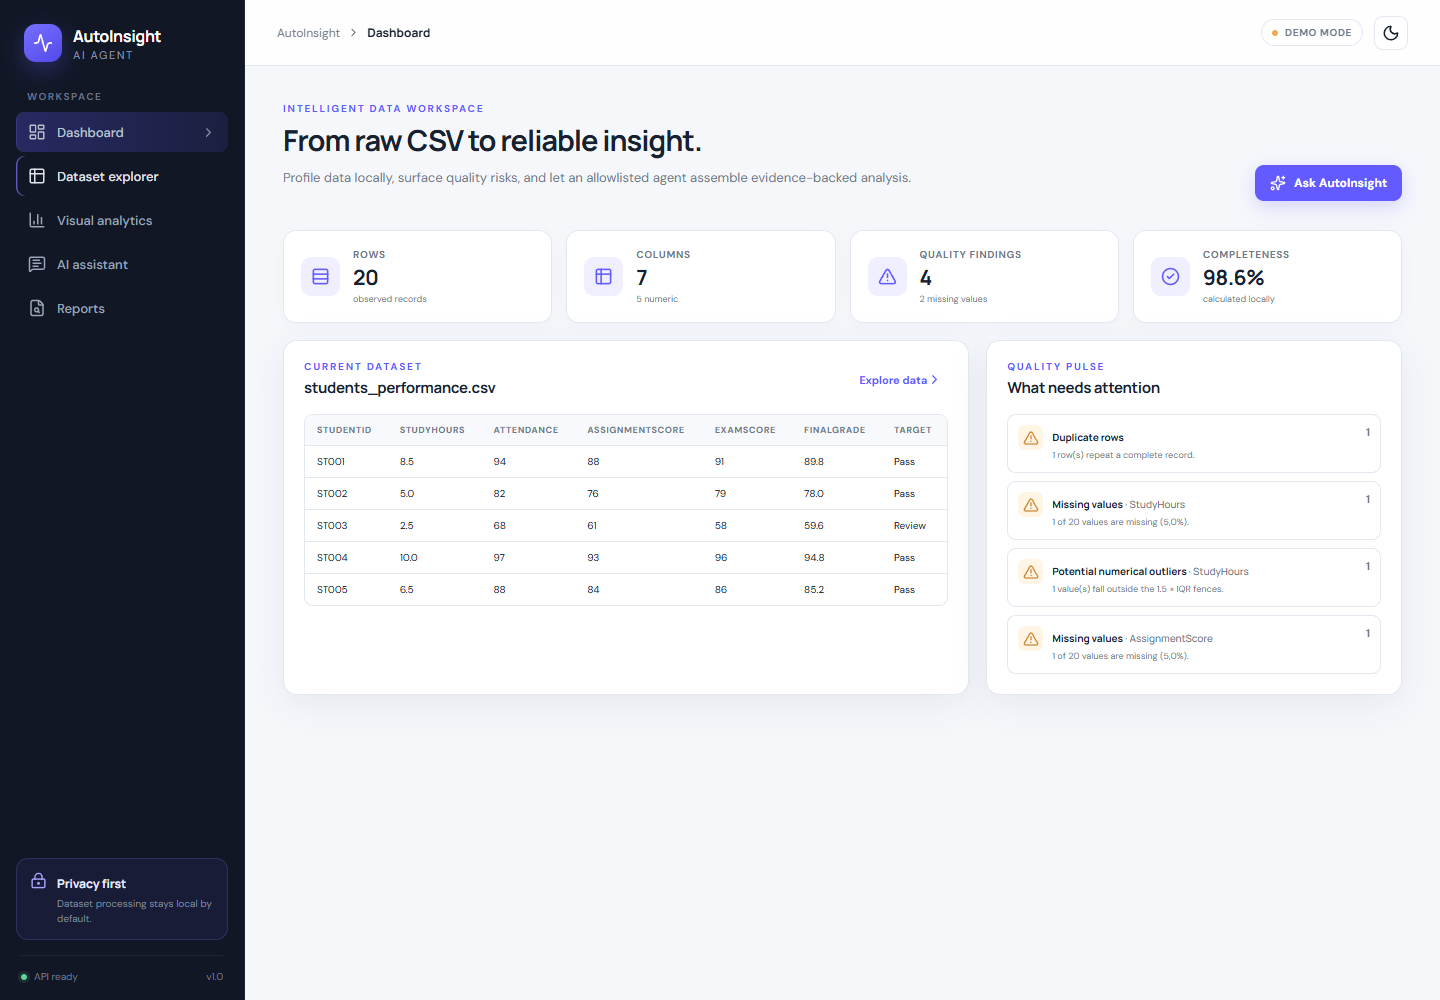 AutoInsight
AI AGENT
WORKSPACE
Dashboard
Dataset explorer
Visual analytics
AI assistant
Reports
Privacy first
Dataset processing stays local by
default.
API ready
v1.0
AutoInsight > Dashboard
DEMO MODE
INTELLIGENT DATA WORKSPACE
From raw CSV to reliable insight.
Profile data locally, surface quality risks, and let an allowlisted agent assemble evidence-backed analysis.
Ask AutoInsight
ROWS
20
observed records
COLUMNS
7
5 numeric
QUALITY FINDINGS
4
2 missing values
COMPLETENESS
98.6%
calculated locally
CURRENT DATASET
students_performance.csv
Explore data
STUDENTID STUDYHOURS ATTENDANCE ASSIGNMENTSCORE EXAMSCORE FINALGRADE TARGET
ST001 8.5 94 88 91 89.8 Pass
ST002 5.0 82 76 79 78.0 Pass
ST003 2.5 68 61 58 59.6 Review
ST004 10.0 97 93 96 94.8 Pass
ST005 6.5 88 84 86 85.2 Pass
QUALITY PULSE
What needs attention
Duplicate rows 1
1 row(s) repeat a complete record.
Missing values · StudyHours 1
1 of 20 values are missing (5,0%).
Potential numerical outliers · StudyHours 1
1 value(s) fall outside the 1.5 × IQR fences.
Missing values · AssignmentScore 1
1 of 20 values are missing (5,0%).